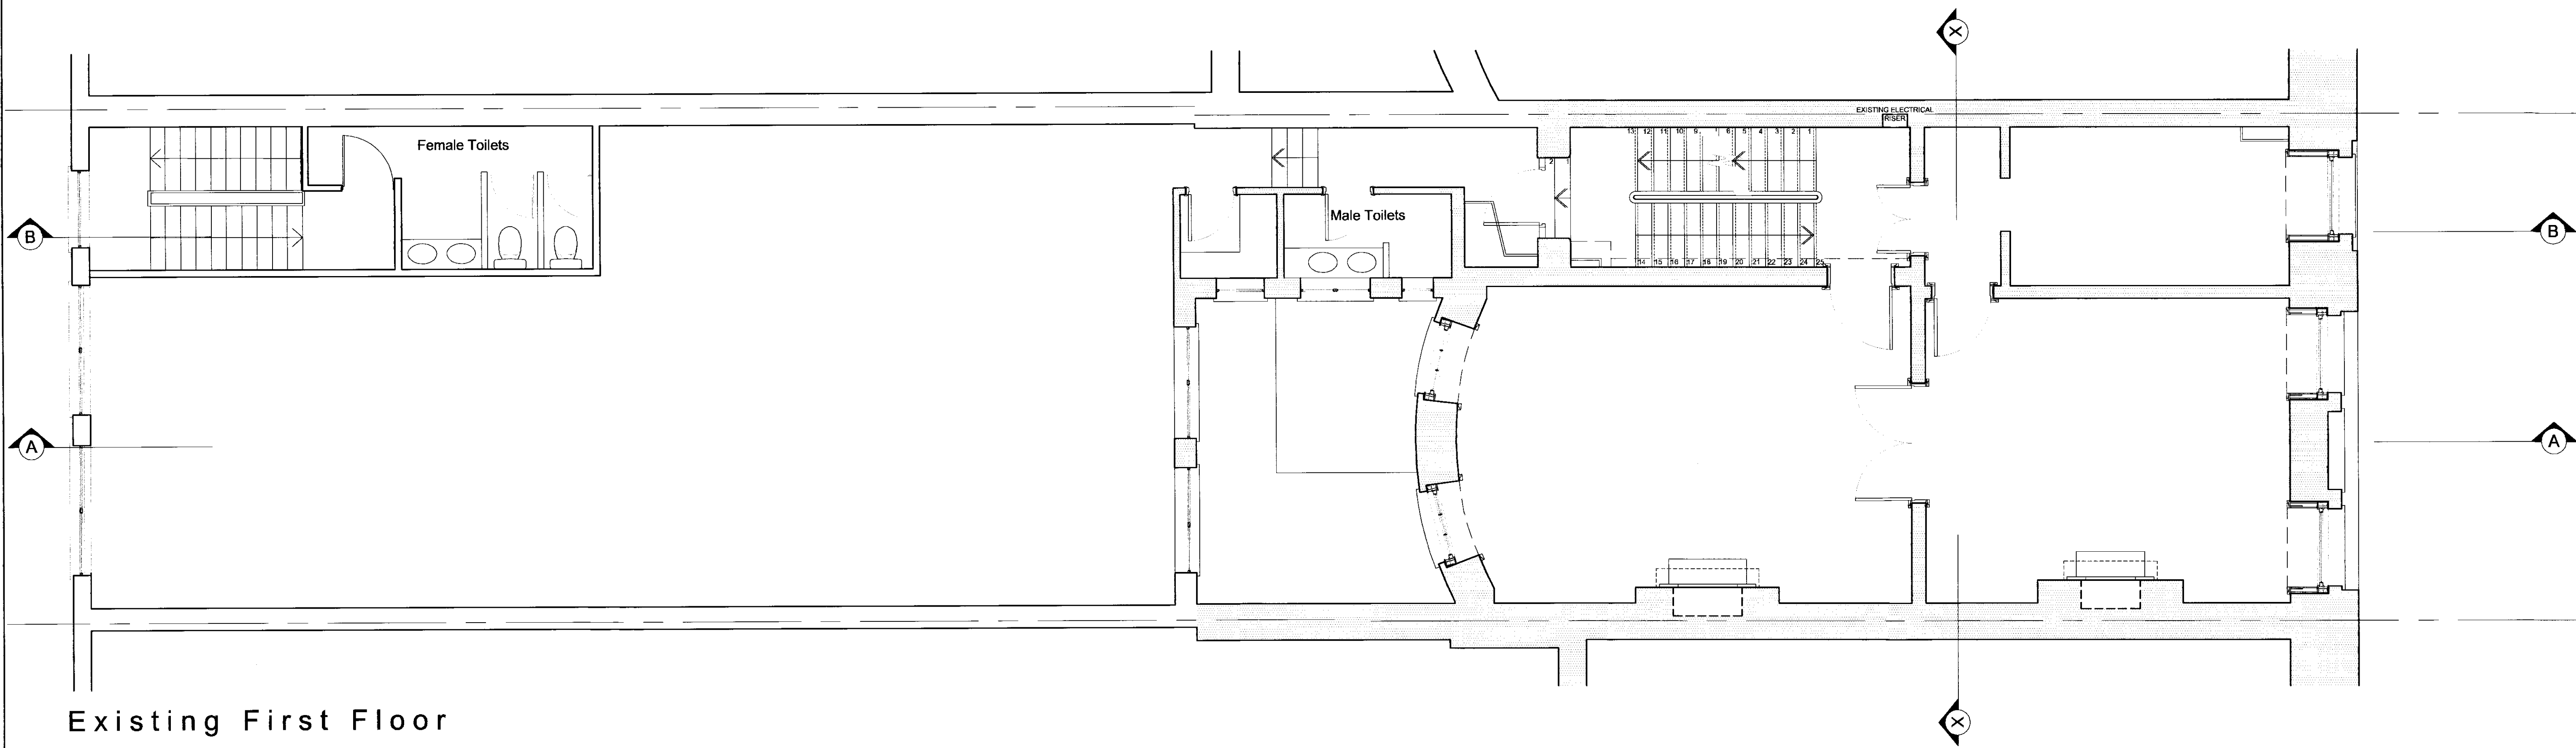 X
EXISTING ELECTRICAL
RISER
Female Toilets
13 12 11 10 9 6 5 4 3 2 1
2
Male Toilets
B
B
14 15 16 17 18 19 20 21 22 23 24 25
A
A
X
Existing First Floor